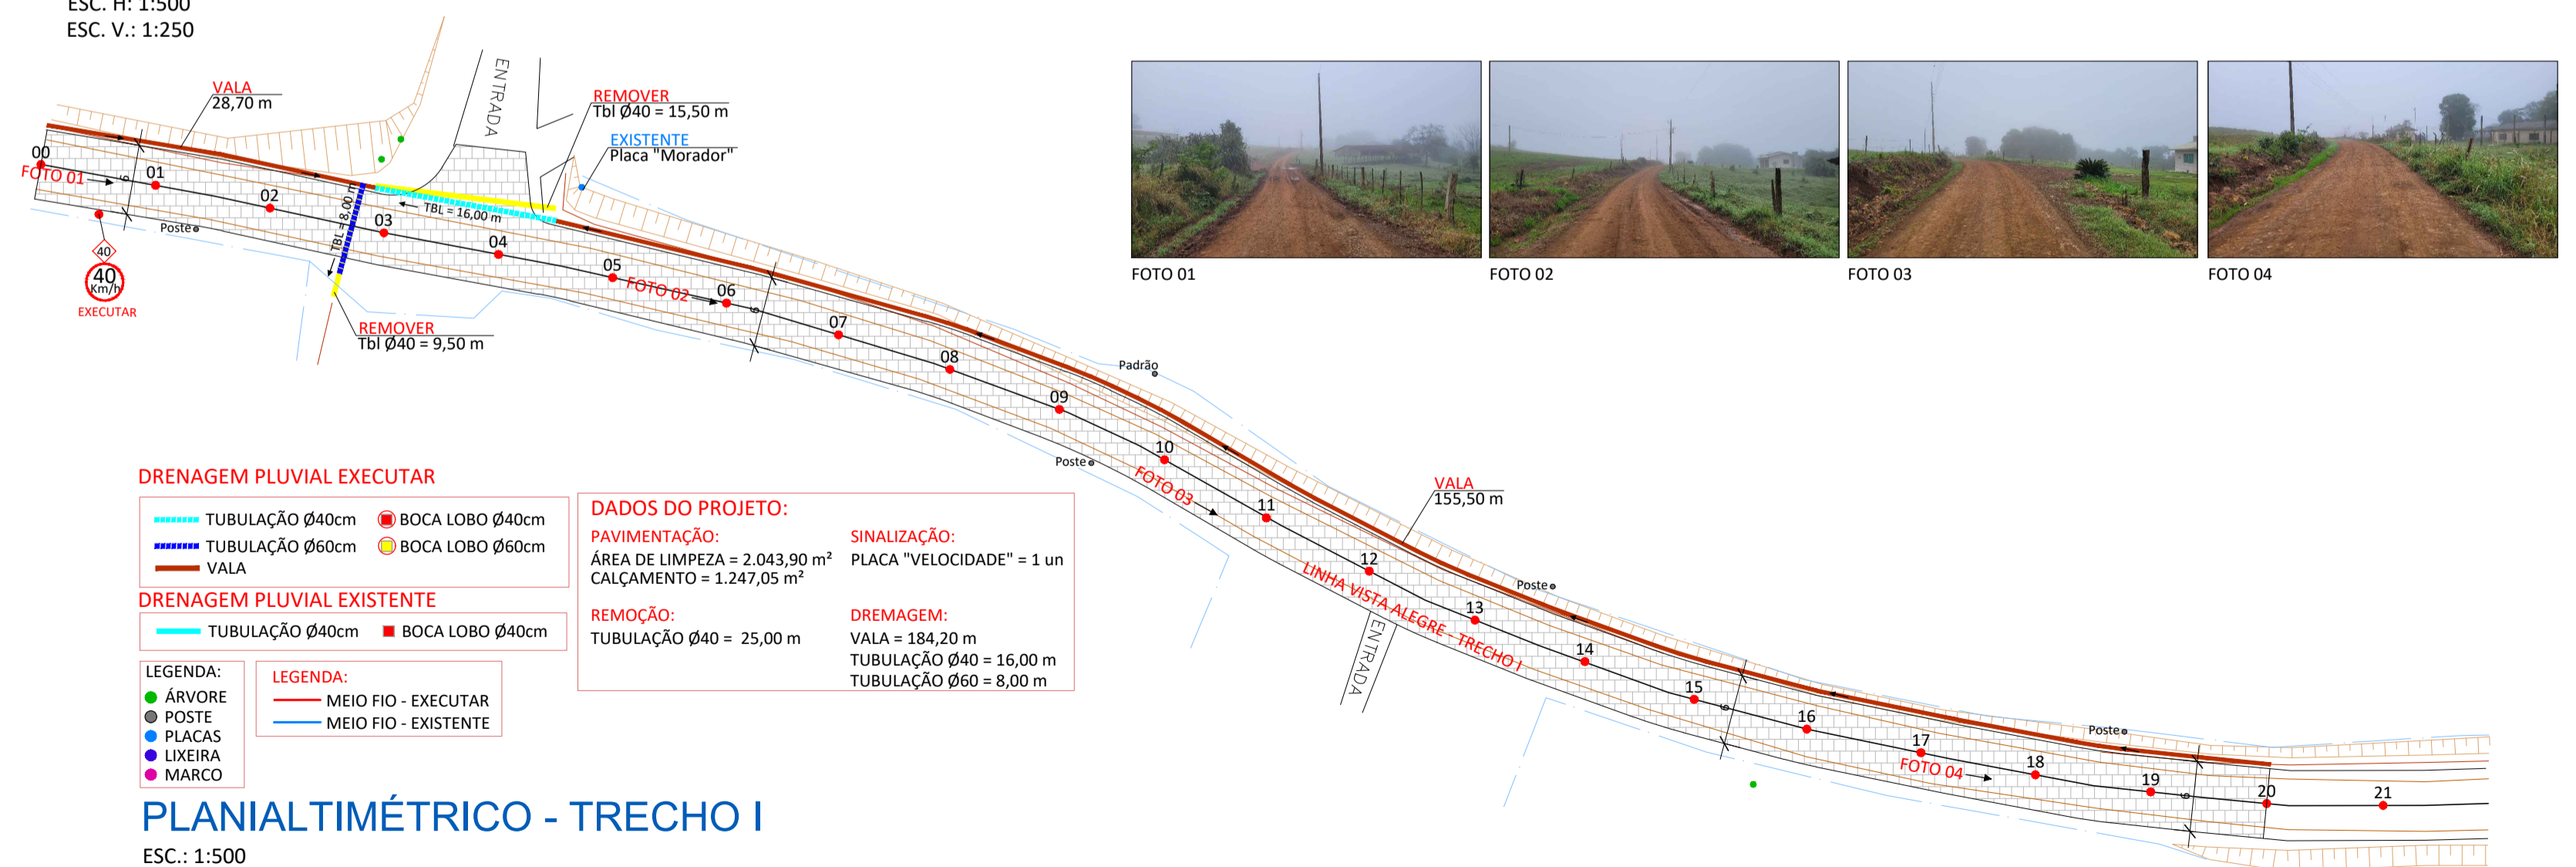 ESC. H: 1:500
ESC. V.: 1:250
VALA
28,70 m
ENTRADA
REMOVER
Tbl Ø40 = 15,50 m
EXISTENTE
Placa "Morador"
00
FOTO 01
01
6
02
Poste
40
40
Km/h
EXECUTAR
TBL = 8,00 m
TBL = 16,00 m
03
04
05
FOTO 02
06
6
REMOVER
Tbl Ø40 = 9,50 m
07
08
09
Padrão
10
Poste
FOTO 03
11
VALA
155,50 m
12
LINHA VISTA ALEGRE - TRECHO I
ENTRADA
13
Poste
14
15
6
16
17
FOTO 04
18
Poste
19
6
20
21
FOTO 01
FOTO 02
FOTO 03
FOTO 04
DRENAGEM PLUVIAL EXECUTAR
TUBULAÇÃO Ø40cm
BOCA LOBO Ø40cm
TUBULAÇÃO Ø60cm
BOCA LOBO Ø60cm
VALA
DRENAGEM PLUVIAL EXISTENTE
TUBULAÇÃO Ø40cm
BOCA LOBO Ø40cm
LEGENDA:
ÁRVORE
POSTE
PLACAS
LIXEIRA
MARCO
LEGENDA:
MEIO FIO - EXECUTAR
MEIO FIO - EXISTENTE
DADOS DO PROJETO:
PAVIMENTAÇÃO:
ÁREA DE LIMPEZA = 2.043,90 m²
CALÇAMENTO = 1.247,05 m²
SINALIZAÇÃO:
PLACA "VELOCIDADE" = 1 un
REMOÇÃO:
TUBULAÇÃO Ø40 = 25,00 m
DREMAGEM:
VALA = 184,20 m
TUBULAÇÃO Ø40 = 16,00 m
TUBULAÇÃO Ø60 = 8,00 m
PLANIALTIMÉTRICO - TRECHO I
ESC.: 1:500